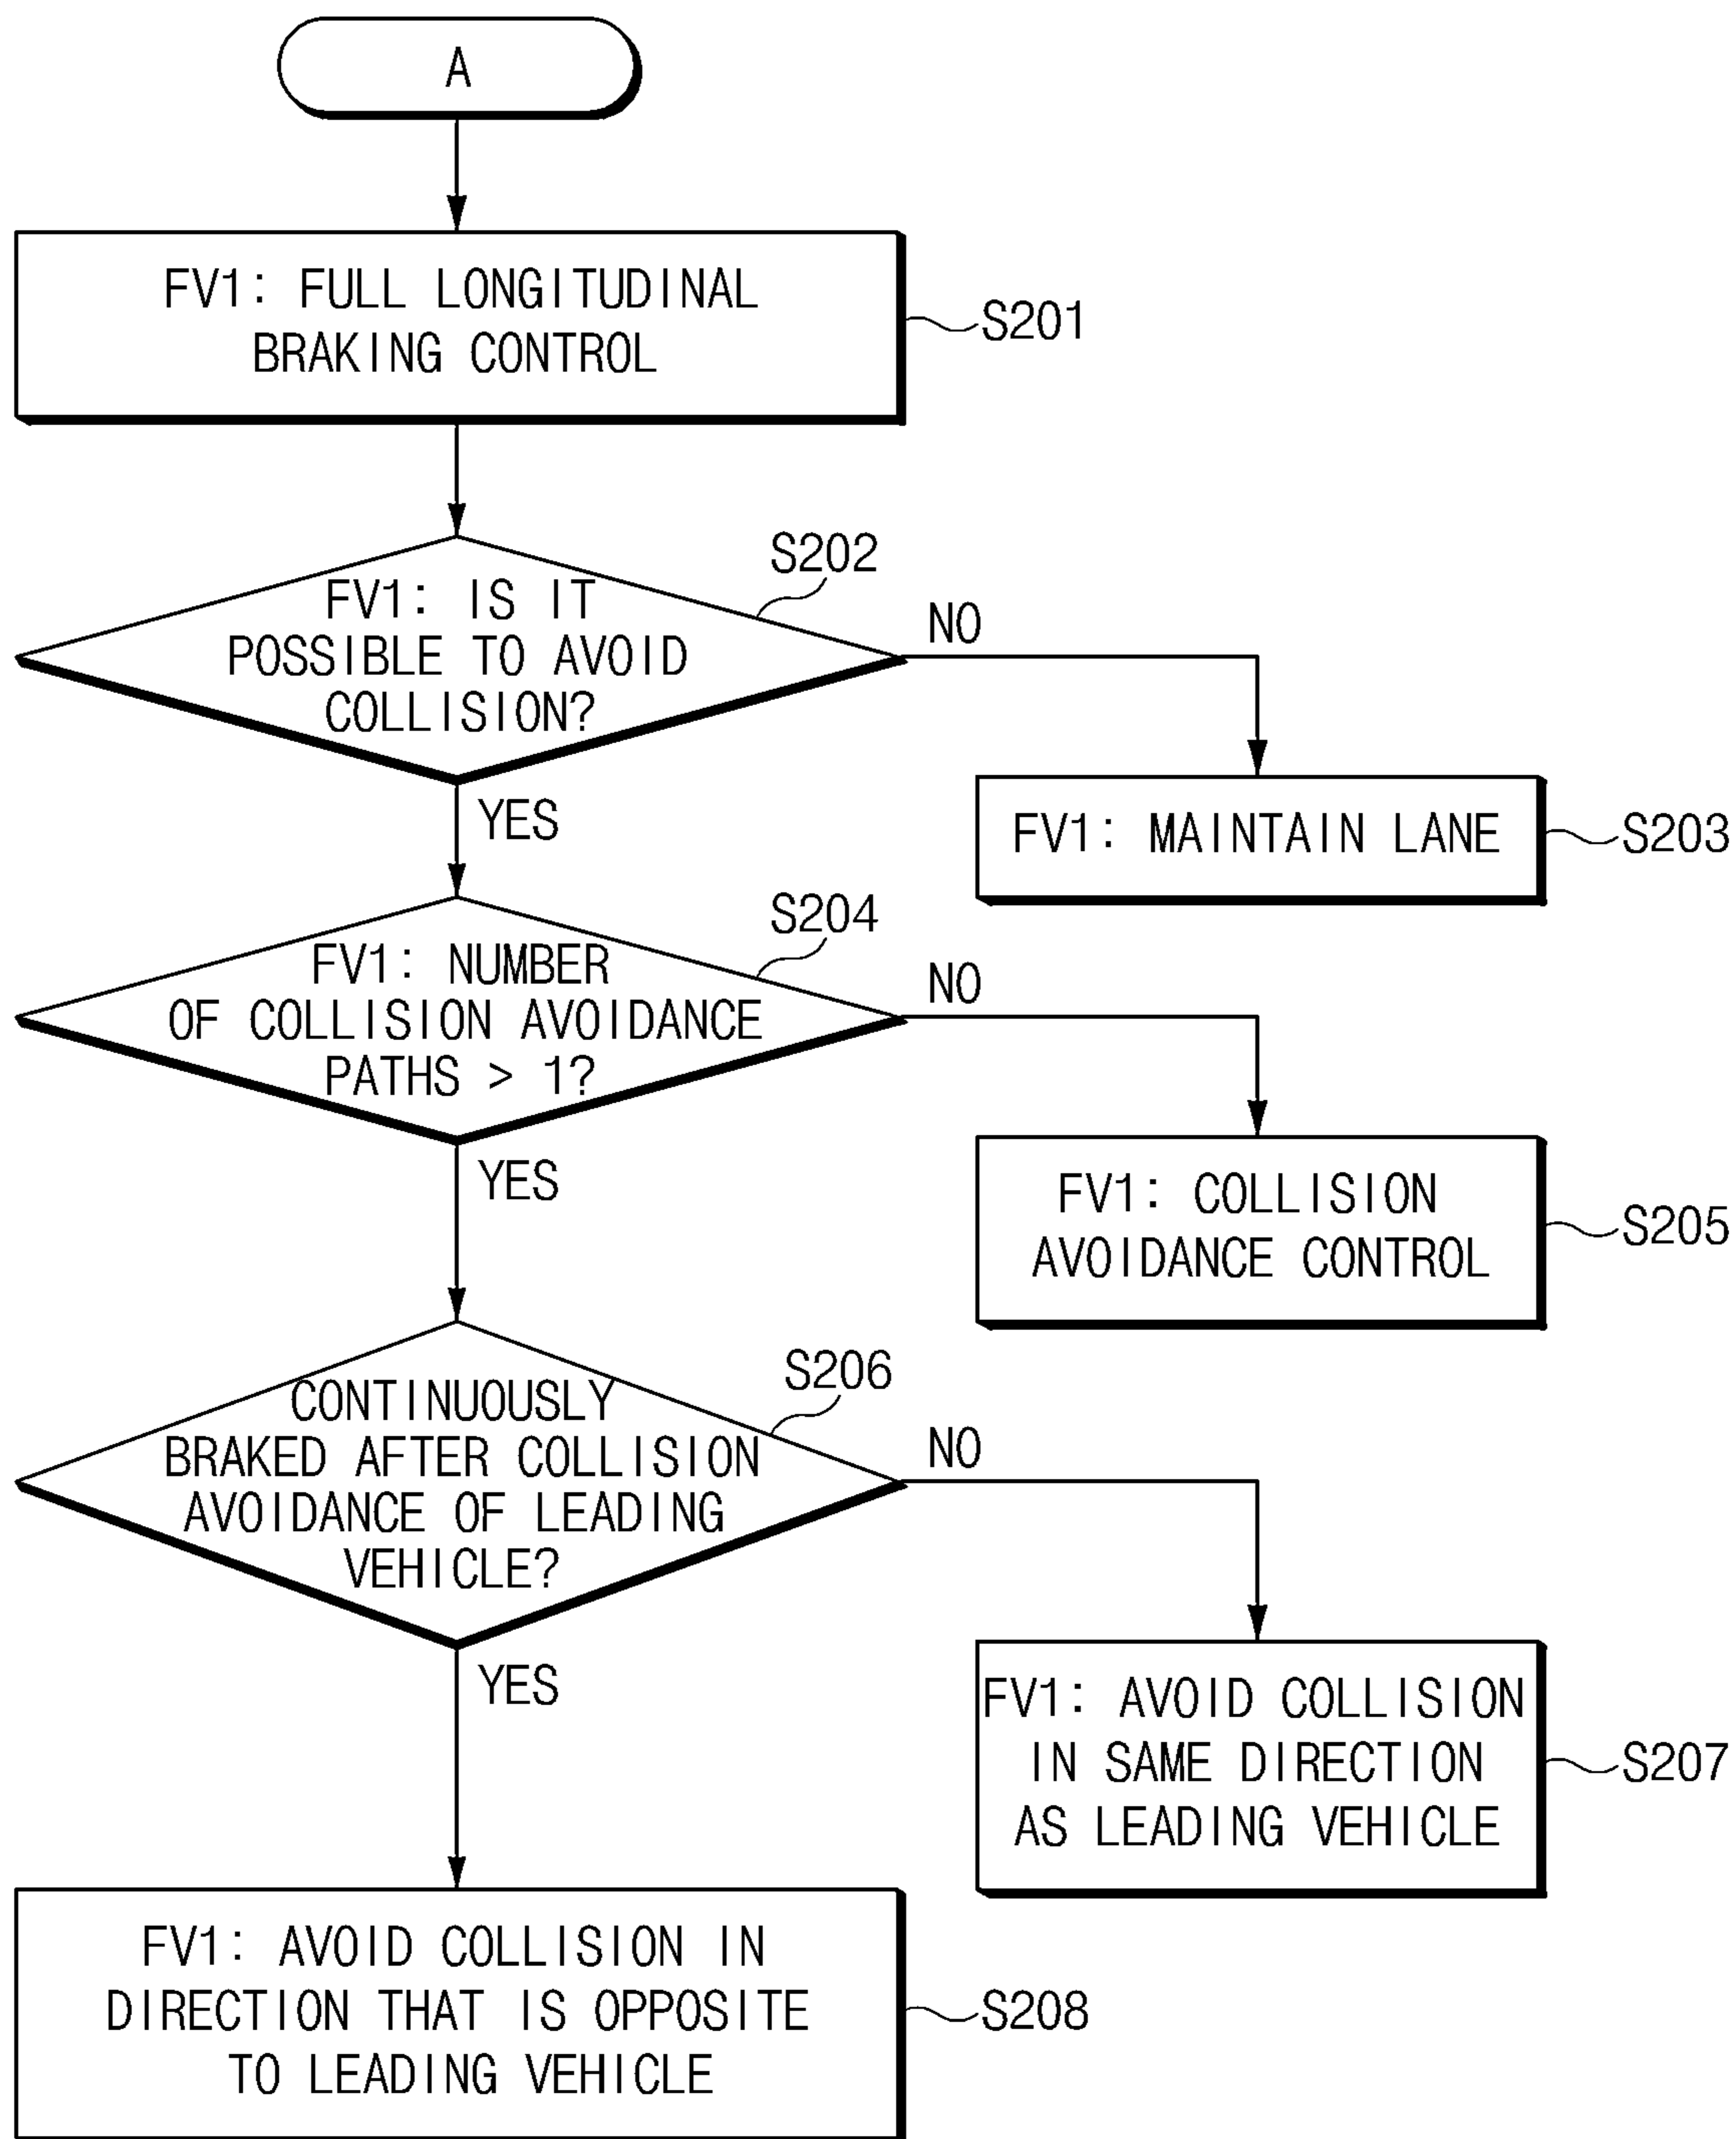 A
FV1: FULL LONGITUDINAL
BRAKING CONTROL
S201
S202
FV1: IS IT
POSSIBLE TO AVOID
COLLISION?
NO
YES
FV1: MAINTAIN LANE
S203
S204
FV1: NUMBER
OF COLLISION AVOIDANCE
PATHS > 1?
NO
YES
FV1: COLLISION
AVOIDANCE CONTROL
S205
S206
CONTINUOUSLY
BRAKED AFTER COLLISION
AVOIDANCE OF LEADING
VEHICLE?
NO
YES
FV1: AVOID COLLISION
IN SAME DIRECTION
AS LEADING VEHICLE
S207
FV1: AVOID COLLISION IN
DIRECTION THAT IS OPPOSITE
TO LEADING VEHICLE
S208